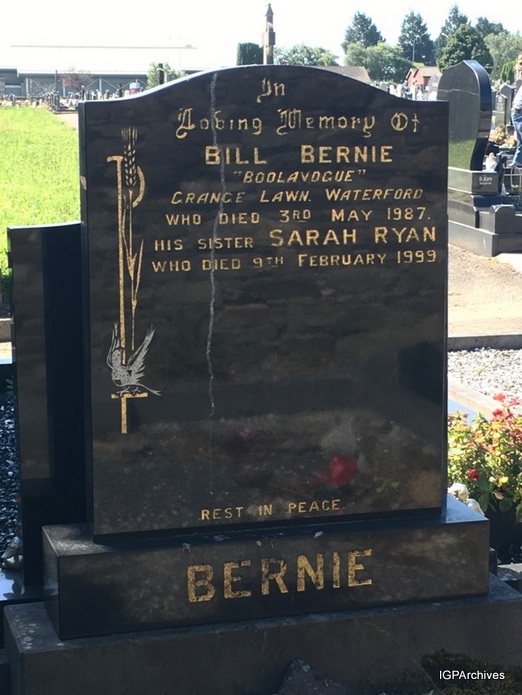 In
Loving Memory Of
BILL BERNIE
"BOOLAVOGUE"
GRANGE LAWN. WATERFORD
WHO DIED 3RD MAY 1987.
HIS SISTER SARAH RYAN
WHO DIED 9TH FEBRUARY 1999
REST IN PEACE.
BERNIE
IGPArchives